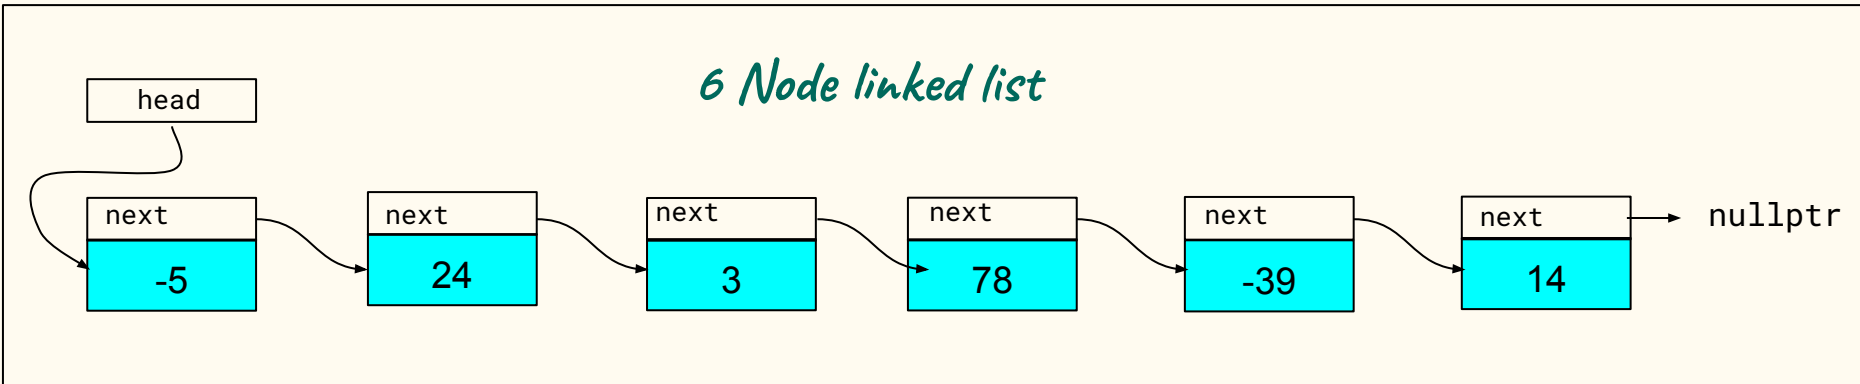 6 Node linked list
head
next
next
next
next
next
next
nullptr
-5
24
3
78
-39
14